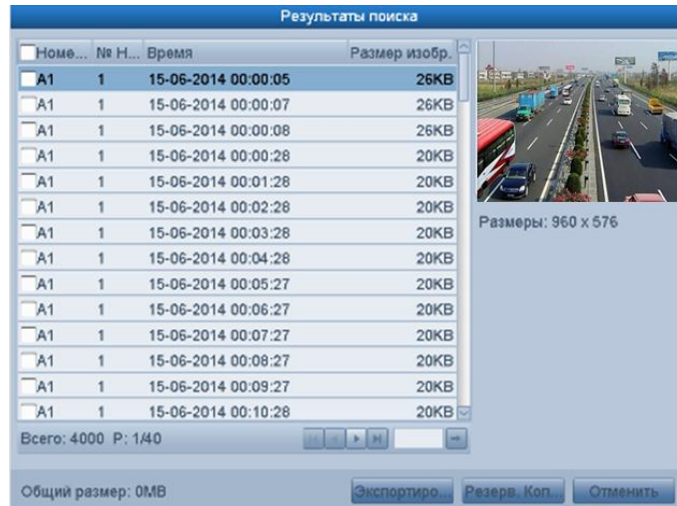 Результаты поиска
Номе... № Н... Время Размер изобр.
A1 1 15-06-2014 00:00:05 26KB
A1 1 15-06-2014 00:00:07 26KB
A1 1 15-06-2014 00:00:08 26KB
A1 1 15-06-2014 00:00:28 20KB
A1 1 15-06-2014 00:01:28 20KB
A1 1 15-06-2014 00:02:28 20KB
A1 1 15-06-2014 00:03:28 20KB
A1 1 15-06-2014 00:04:28 20KB
A1 1 15-06-2014 00:05:27 20KB
A1 1 15-06-2014 00:06:27 20KB
A1 1 15-06-2014 00:07:27 20KB
A1 1 15-06-2014 00:08:27 20KB
A1 1 15-06-2014 00:09:27 20KB
A1 1 15-06-2014 00:10:28 20KB
Размеры: 960 x 576
Всего: 4000 P: 1/40
Общий размер: 0MB
Экспортиро... Резерв. Коп... Отменить